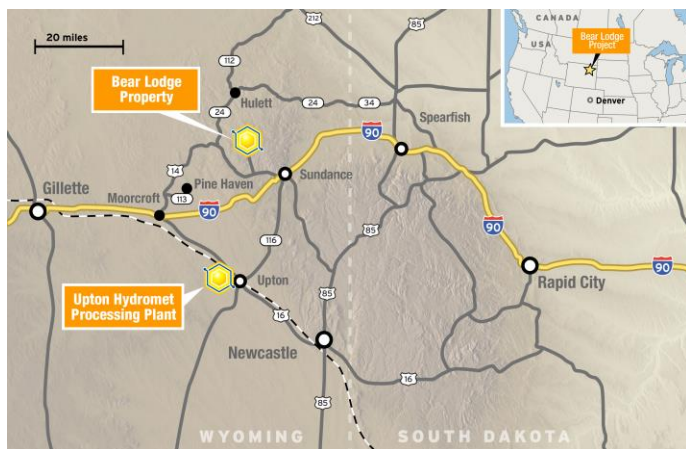 20 miles
212
CANADA
USA
Bear Lodge
Project
Denver
112
Bear Lodge
Property
Hulett
24
34
24
Spearfish
90
14
Gillette
Pine Haven
Sundance
113
Moorcroft
90
90
116
85
Rapid City
90
Upton Hydromet
Processing Plant
Upton
85
16
Newcastle
16
85
WYOMING
SOUTH DAKOTA